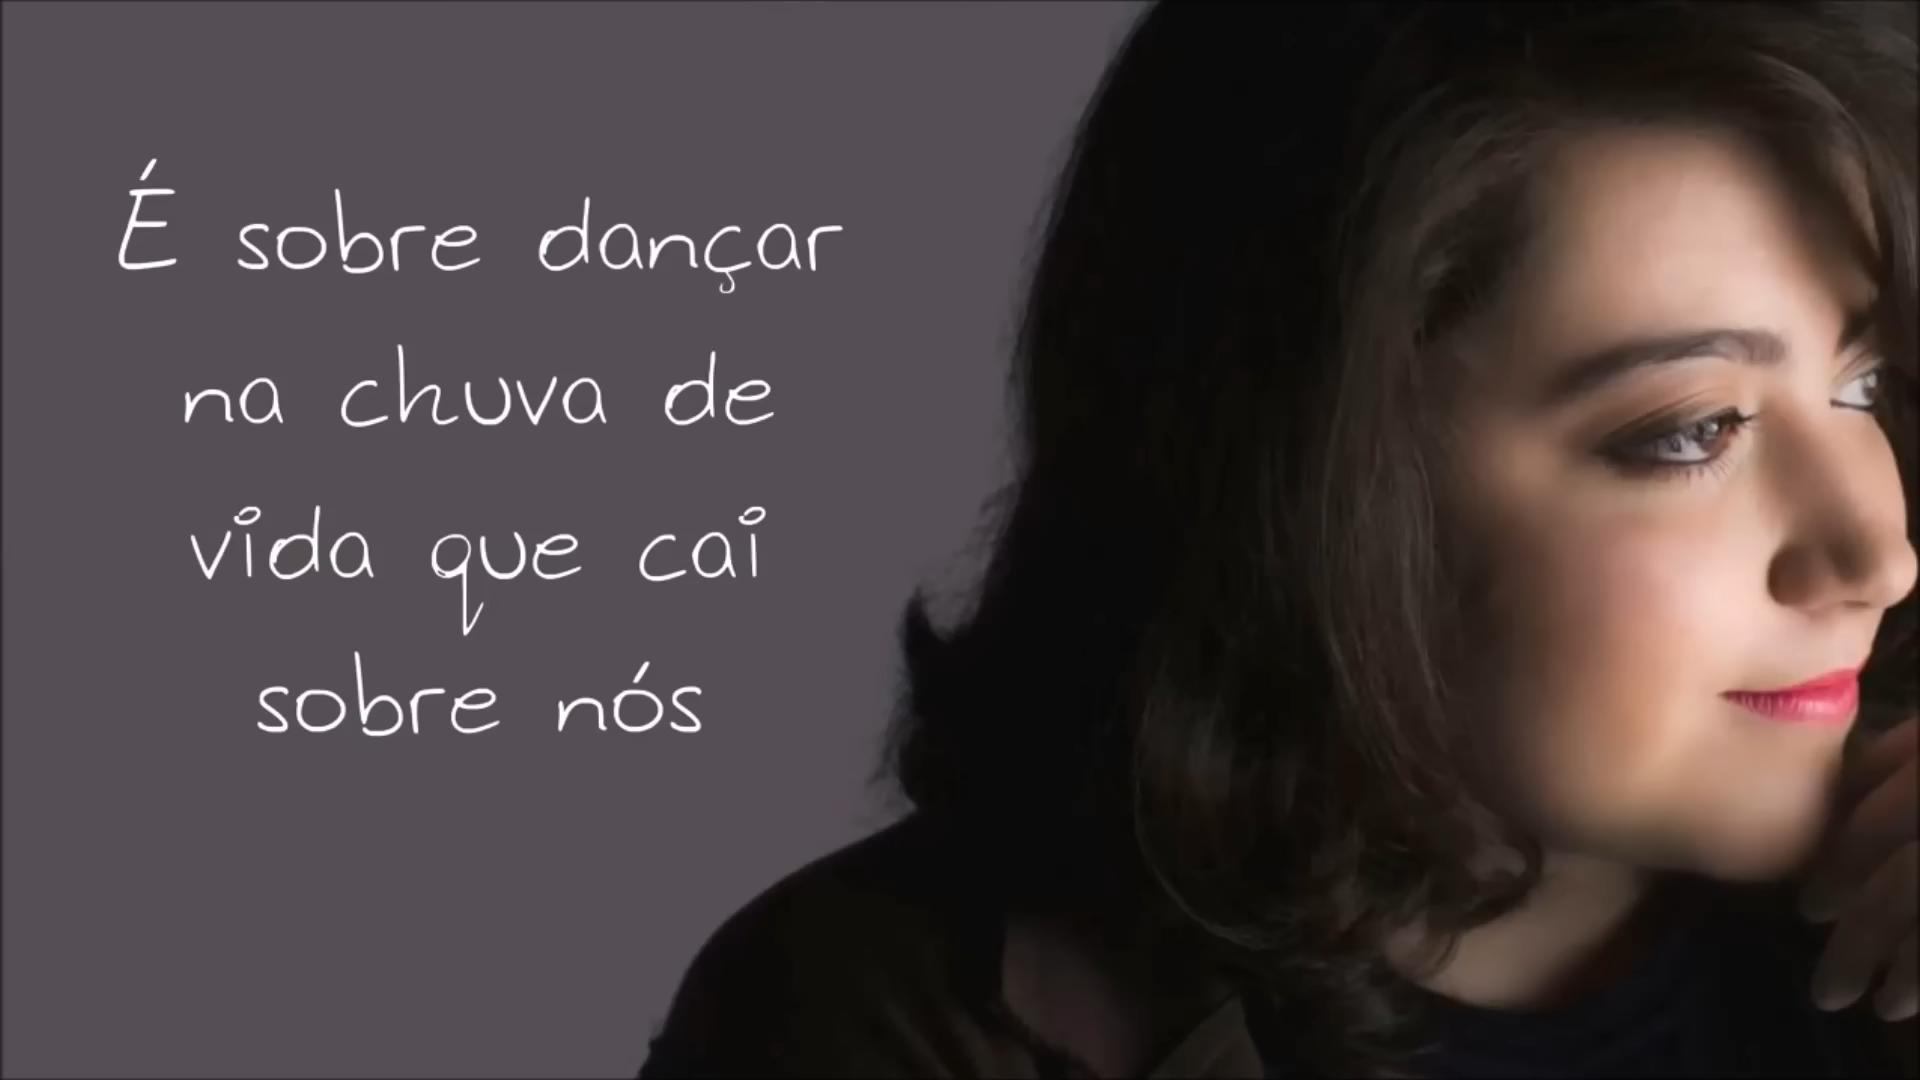 É sobre dançar
na chuva de
vida que cai
sobre nós